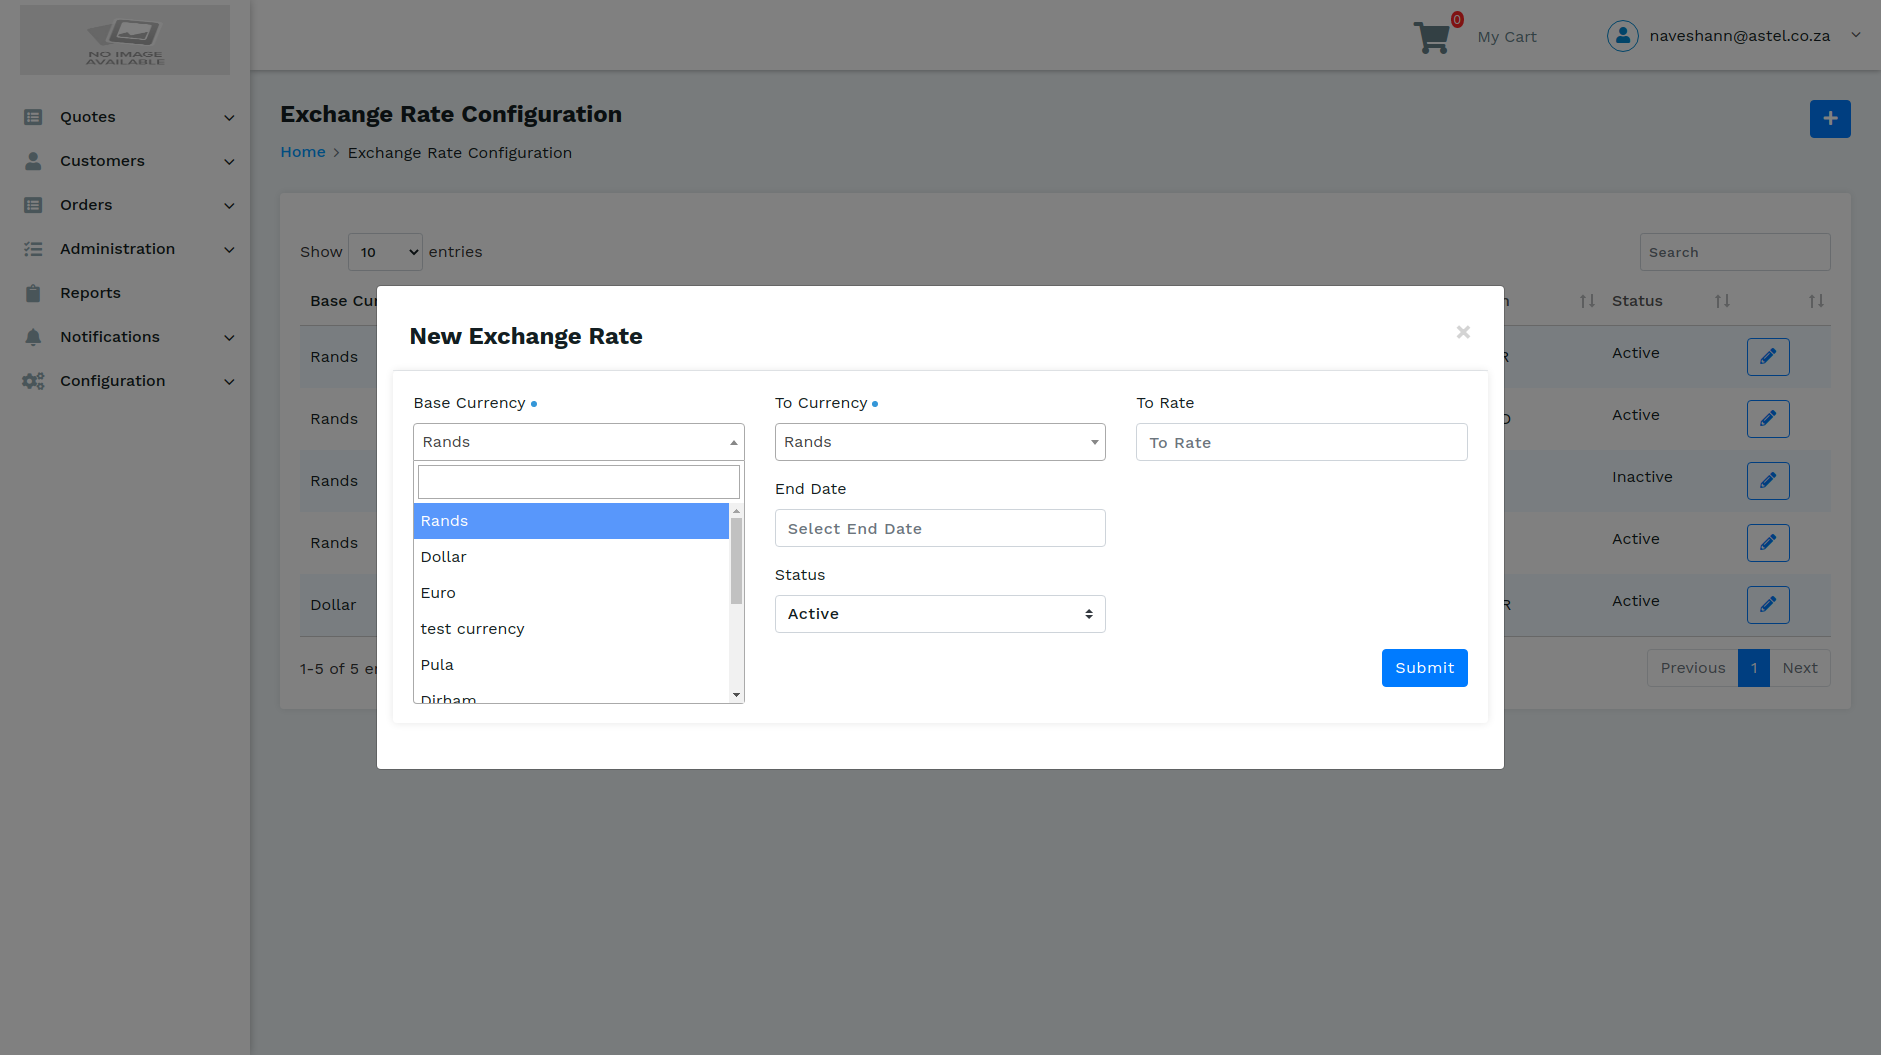 NO IMAGE
AVAILABLE
0
My Cart
naveshann@astel.co.za
Quotes
Customers
Orders
Administration
Reports
Notifications
Configuration
Exchange Rate Configuration
Home > Exchange Rate Configuration
Show 10 entries
Search
Base Cur
Status
Rands
Active
Rands
Active
Rands
Inactive
Rands
Active
Dollar
Active
1-5 of 5 e
Previous 1 Next
New Exchange Rate
×
Base Currency
Rands
Rands
Dollar
Euro
test currency
Pula
Dirham
To Currency
Rands
To Rate
To Rate
End Date
Select End Date
Status
Active
Submit